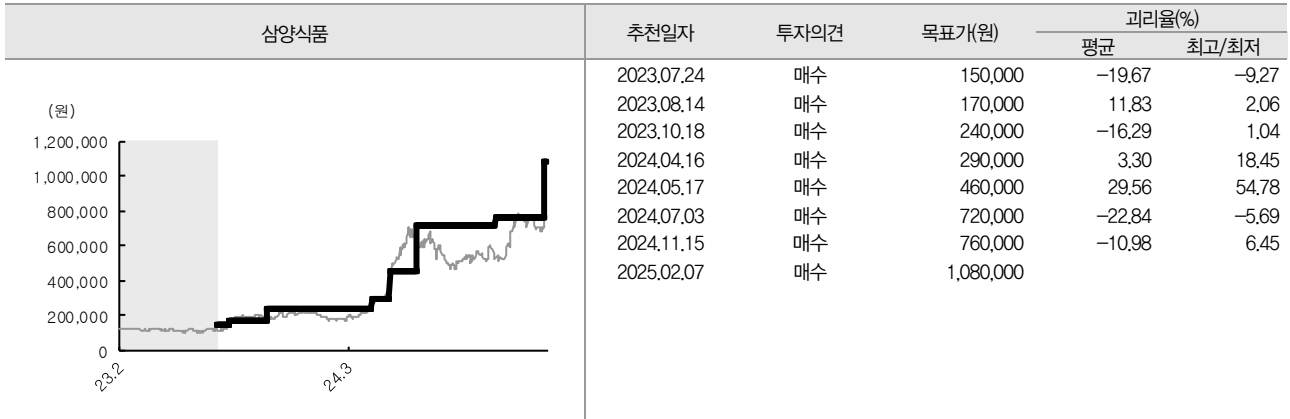 삼양식품
(원)
1,200,000
1,000,000
800,000
600,000
400,000
200,000
0
23.2
24.3
추천일자 투자의견 목표가(원) 괴리율(%)
평균 최고/최저
2023.07.24 매수 150,000 −19.67 −9.27
2023.08.14 매수 170,000 11.83 2.06
2023.10.18 매수 240,000 −16.29 1.04
2024.04.16 매수 290,000 3.30 18.45
2024.05.17 매수 460,000 29.56 54.78
2024.07.03 매수 720,000 −22.84 −5.69
2024.11.15 매수 760,000 −10.98 6.45
2025.02.07 매수 1,080,000